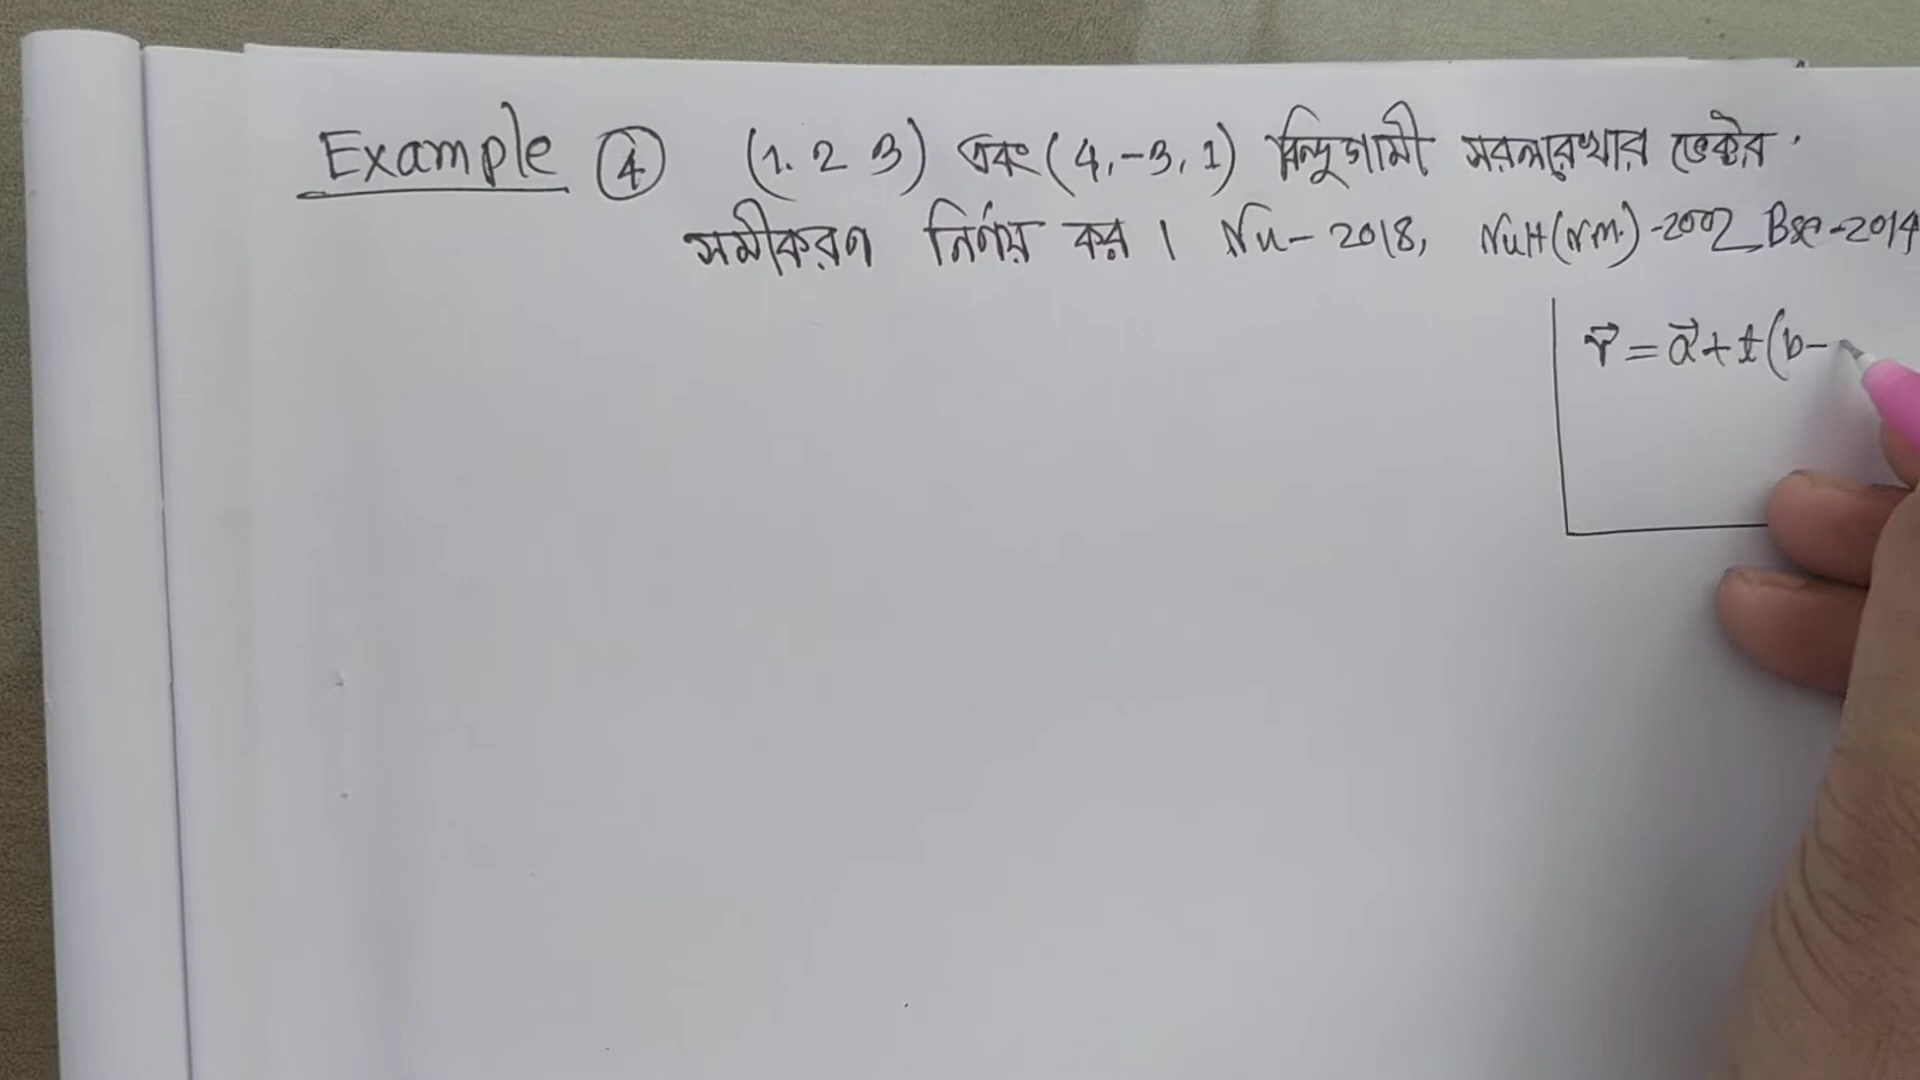 Example ④ (1. 2 3) এবং (4, -3, 1) বিন্দুগামী সরলরেখার ভেক্টর
সমীকরণ নির্ণয় কর। Nu- 2018, NuH(NM.) -2002 Bsc-2014
r⃗ = a⃗ + t(b-